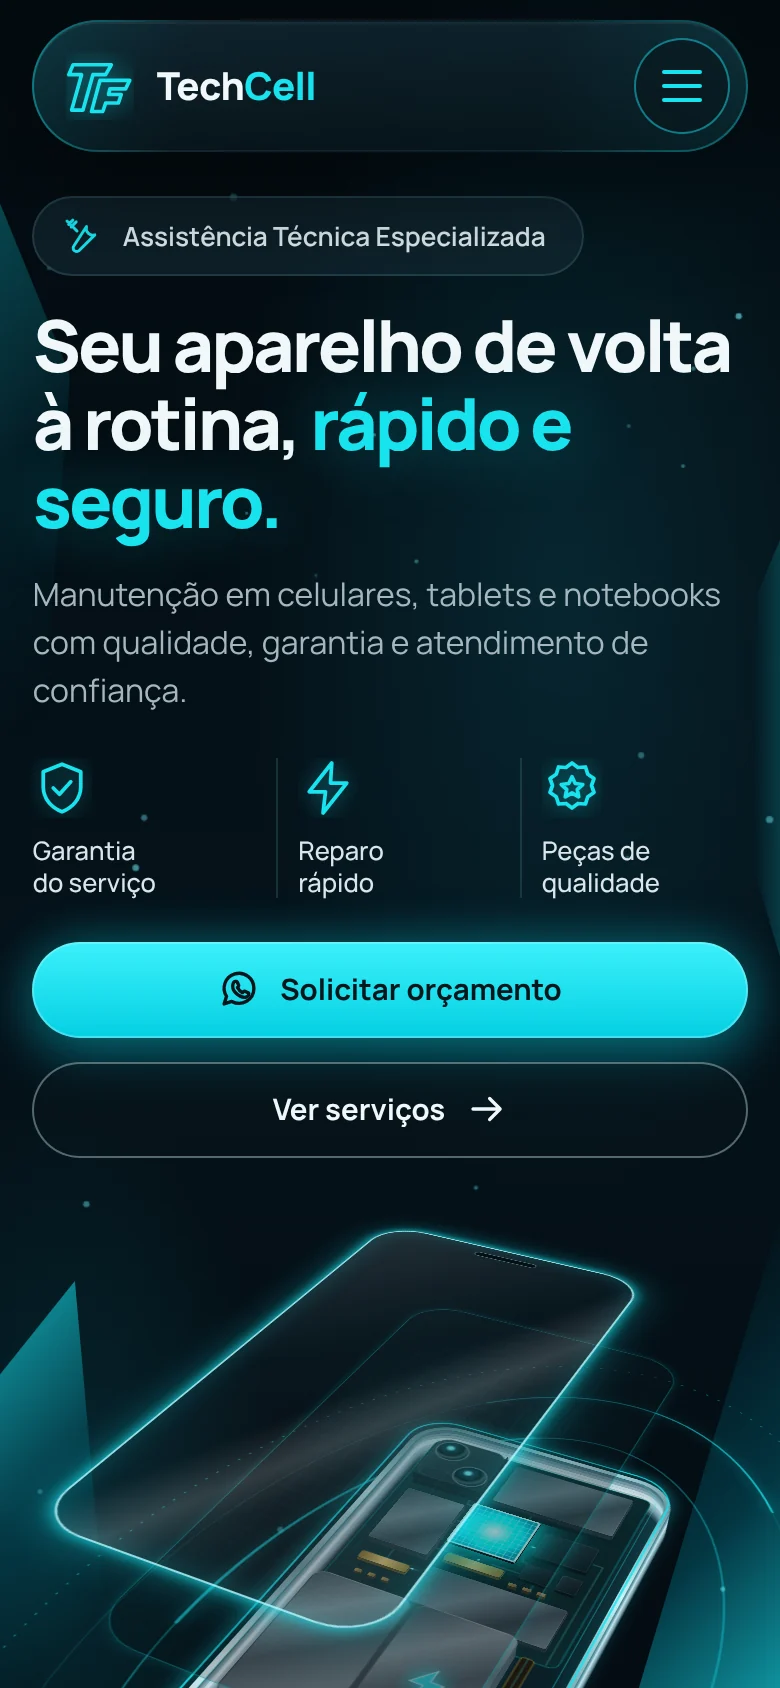 TF TechCell
Assistência Técnica Especializada
Seu aparelho de volta
à rotina, rápido e
seguro.
Manutenção em celulares, tablets e notebooks
com qualidade, garantia e atendimento de
confiança.
Garantia
do serviço
Reparo
rápido
Peças de
qualidade
Solicitar orçamento
Ver serviços